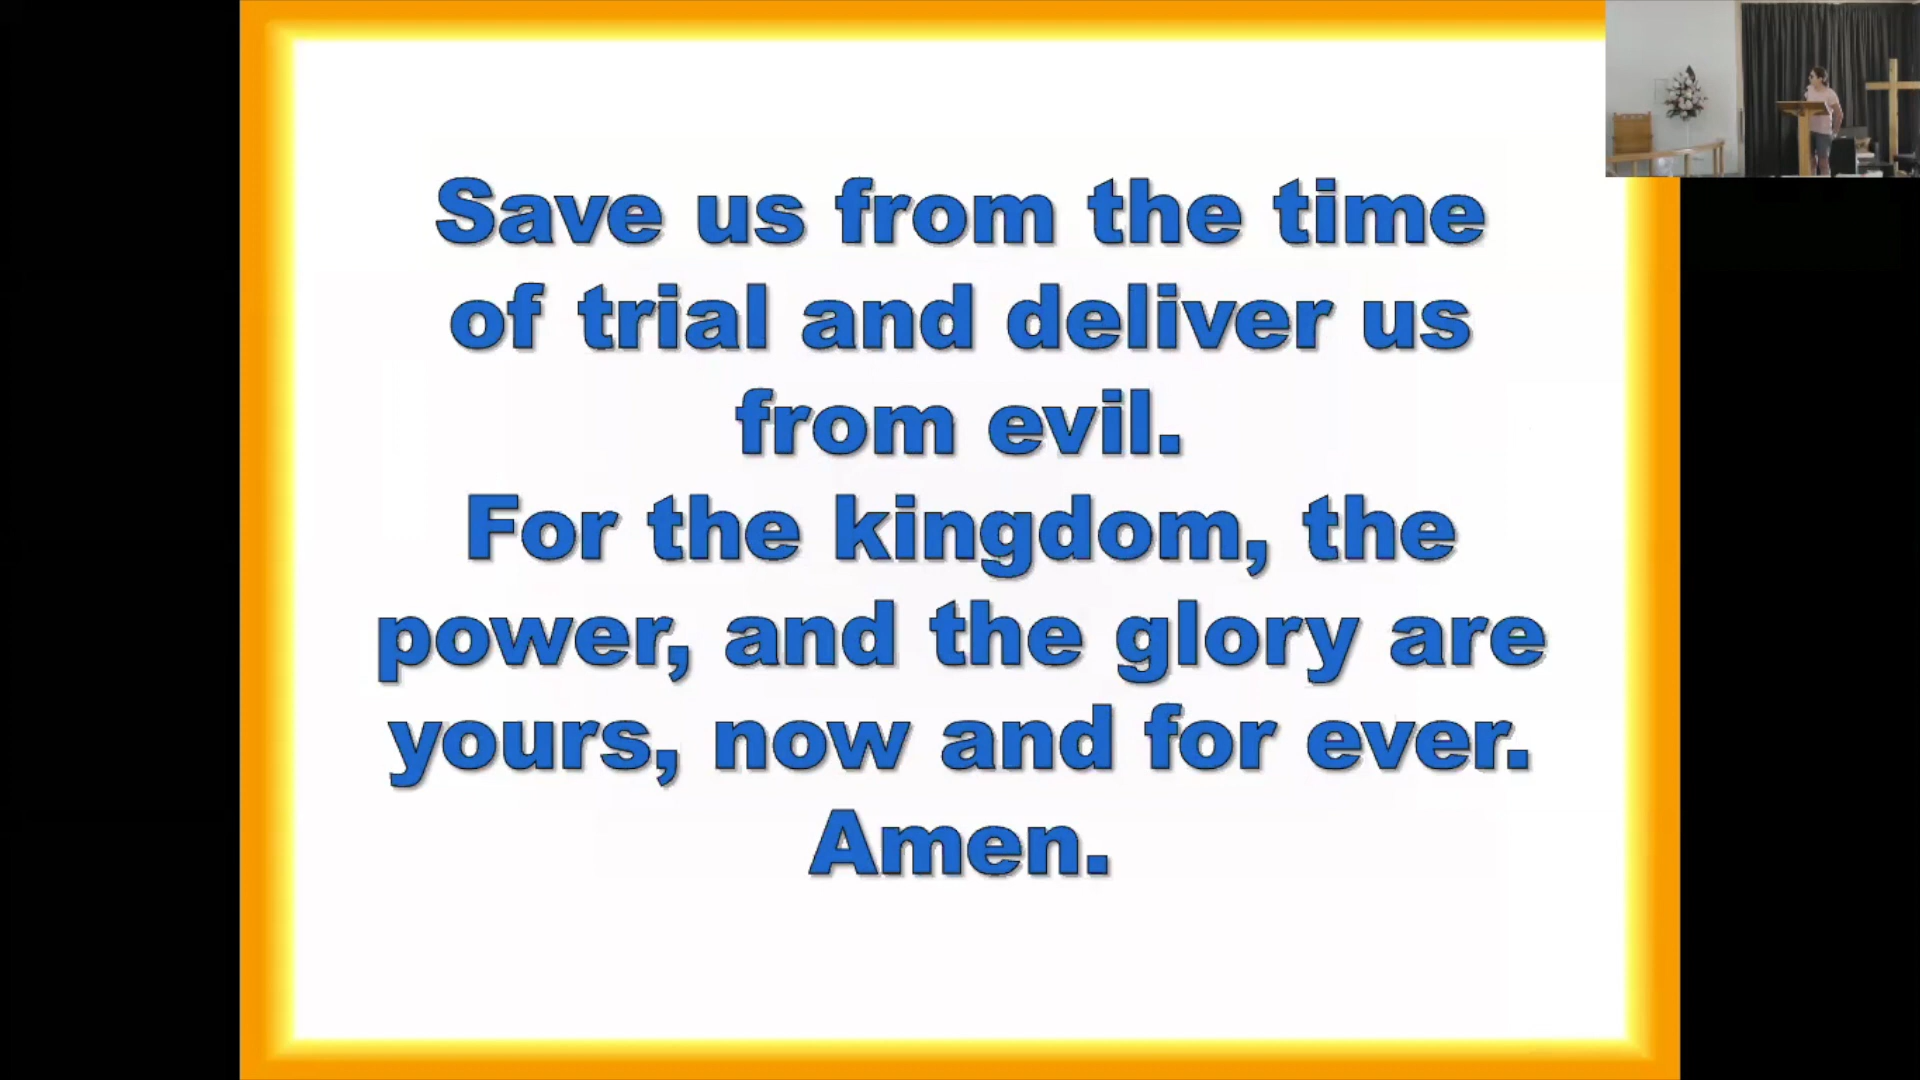 Save us from the time
of trial and deliver us
from evil.
For the kingdom, the
power, and the glory are
yours, now and for ever.
Amen.